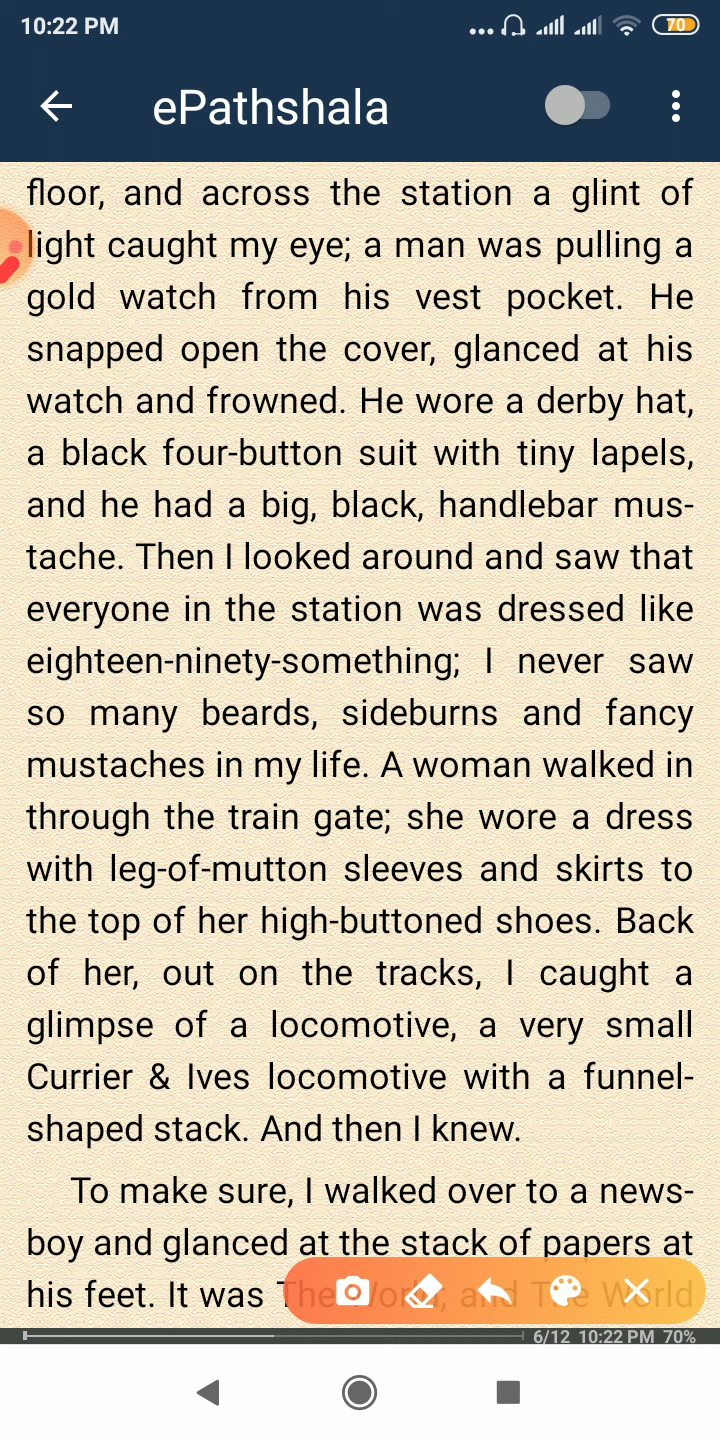 10:22 PM
70
ePathshala
floor, and across the station a glint of
light caught my eye; a man was pulling a
gold watch from his vest pocket. He
snapped open the cover, glanced at his
watch and frowned. He wore a derby hat,
a black four-button suit with tiny lapels,
and he had a big, black, handlebar mus-
tache. Then I looked around and saw that
everyone in the station was dressed like
eighteen-ninety-something; I never saw
so many beards, sideburns and fancy
mustaches in my life. A woman walked in
through the train gate; she wore a dress
with leg-of-mutton sleeves and skirts to
the top of her high-buttoned shoes. Back
of her, out on the tracks, I caught a
glimpse of a locomotive, a very small
Currier & Ives locomotive with a funnel-
shaped stack. And then I knew.
To make sure, I walked over to a news-
boy and glanced at the stack of papers at
his feet. It was The World; and The World
6/12 10:22 PM 70%